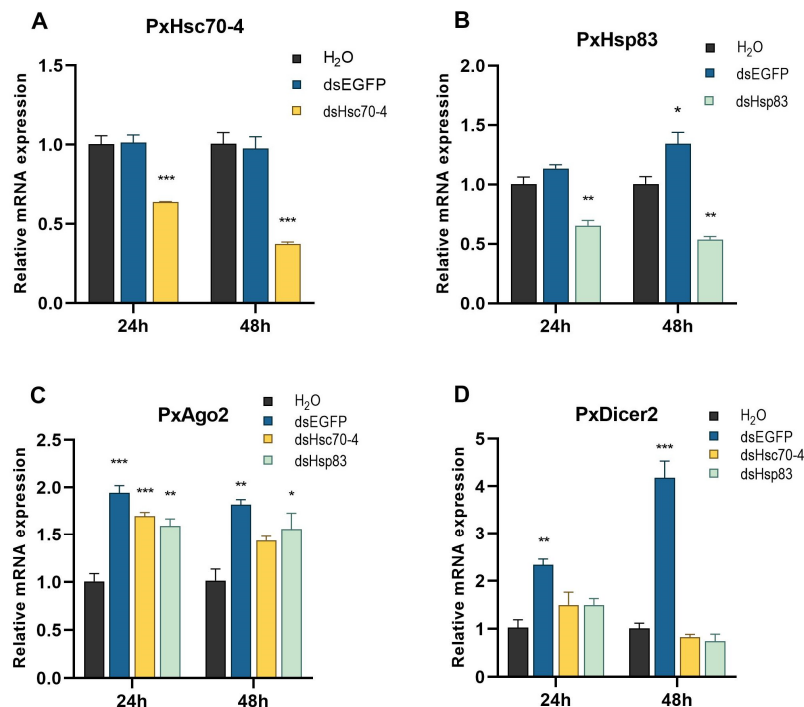 A
PxHsc70-4
H₂O
dsEGFP
dsHsc70-4
Relative mRNA expression
1.5
1.0
0.5
0.0
***
***
24h
48h
B
PxHsp83
H₂O
dsEGFP
dsHsp83
Relative mRNA expression
2.0
1.5
1.0
0.5
0.0
**
*
**
24h
48h
C
PxAgo2
H₂O
dsEGFP
dsHsc70-4
dsHsp83
Relative mRNA expression
2.5
2.0
1.5
1.0
0.5
0.0
***
***
**
**
*
24h
48h
D
PxDicer2
H₂O
dsEGFP
dsHsc70-4
dsHsp83
Relative mRNA expression
5
4
3
2
1
0
**
***
24h
48h